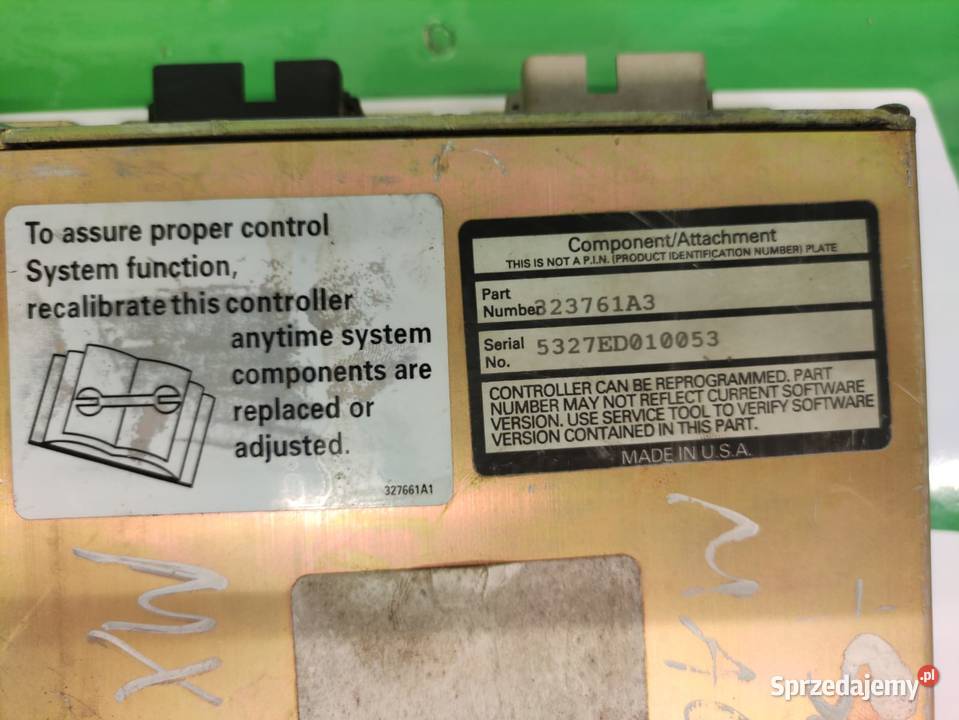 To assure proper control
System function,
recalibrate this controller
anytime system
components are
replaced or
adjusted.
327661A1
Component/Attachment
THIS IS NOT A P.I.N. (PRODUCT IDENTIFICATION NUMBER) PLATE
Part
Number 323761A3
Serial
No. 5327ED010053
CONTROLLER CAN BE REPROGRAMMED. PART
NUMBER MAY NOT REFLECT CURRENT SOFTWARE
VERSION. USE SERVICE TOOL TO VERIFY SOFTWARE
VERSION CONTAINED IN THIS PART.
MADE IN U.S.A.
MX
Sprzedajemy.pl